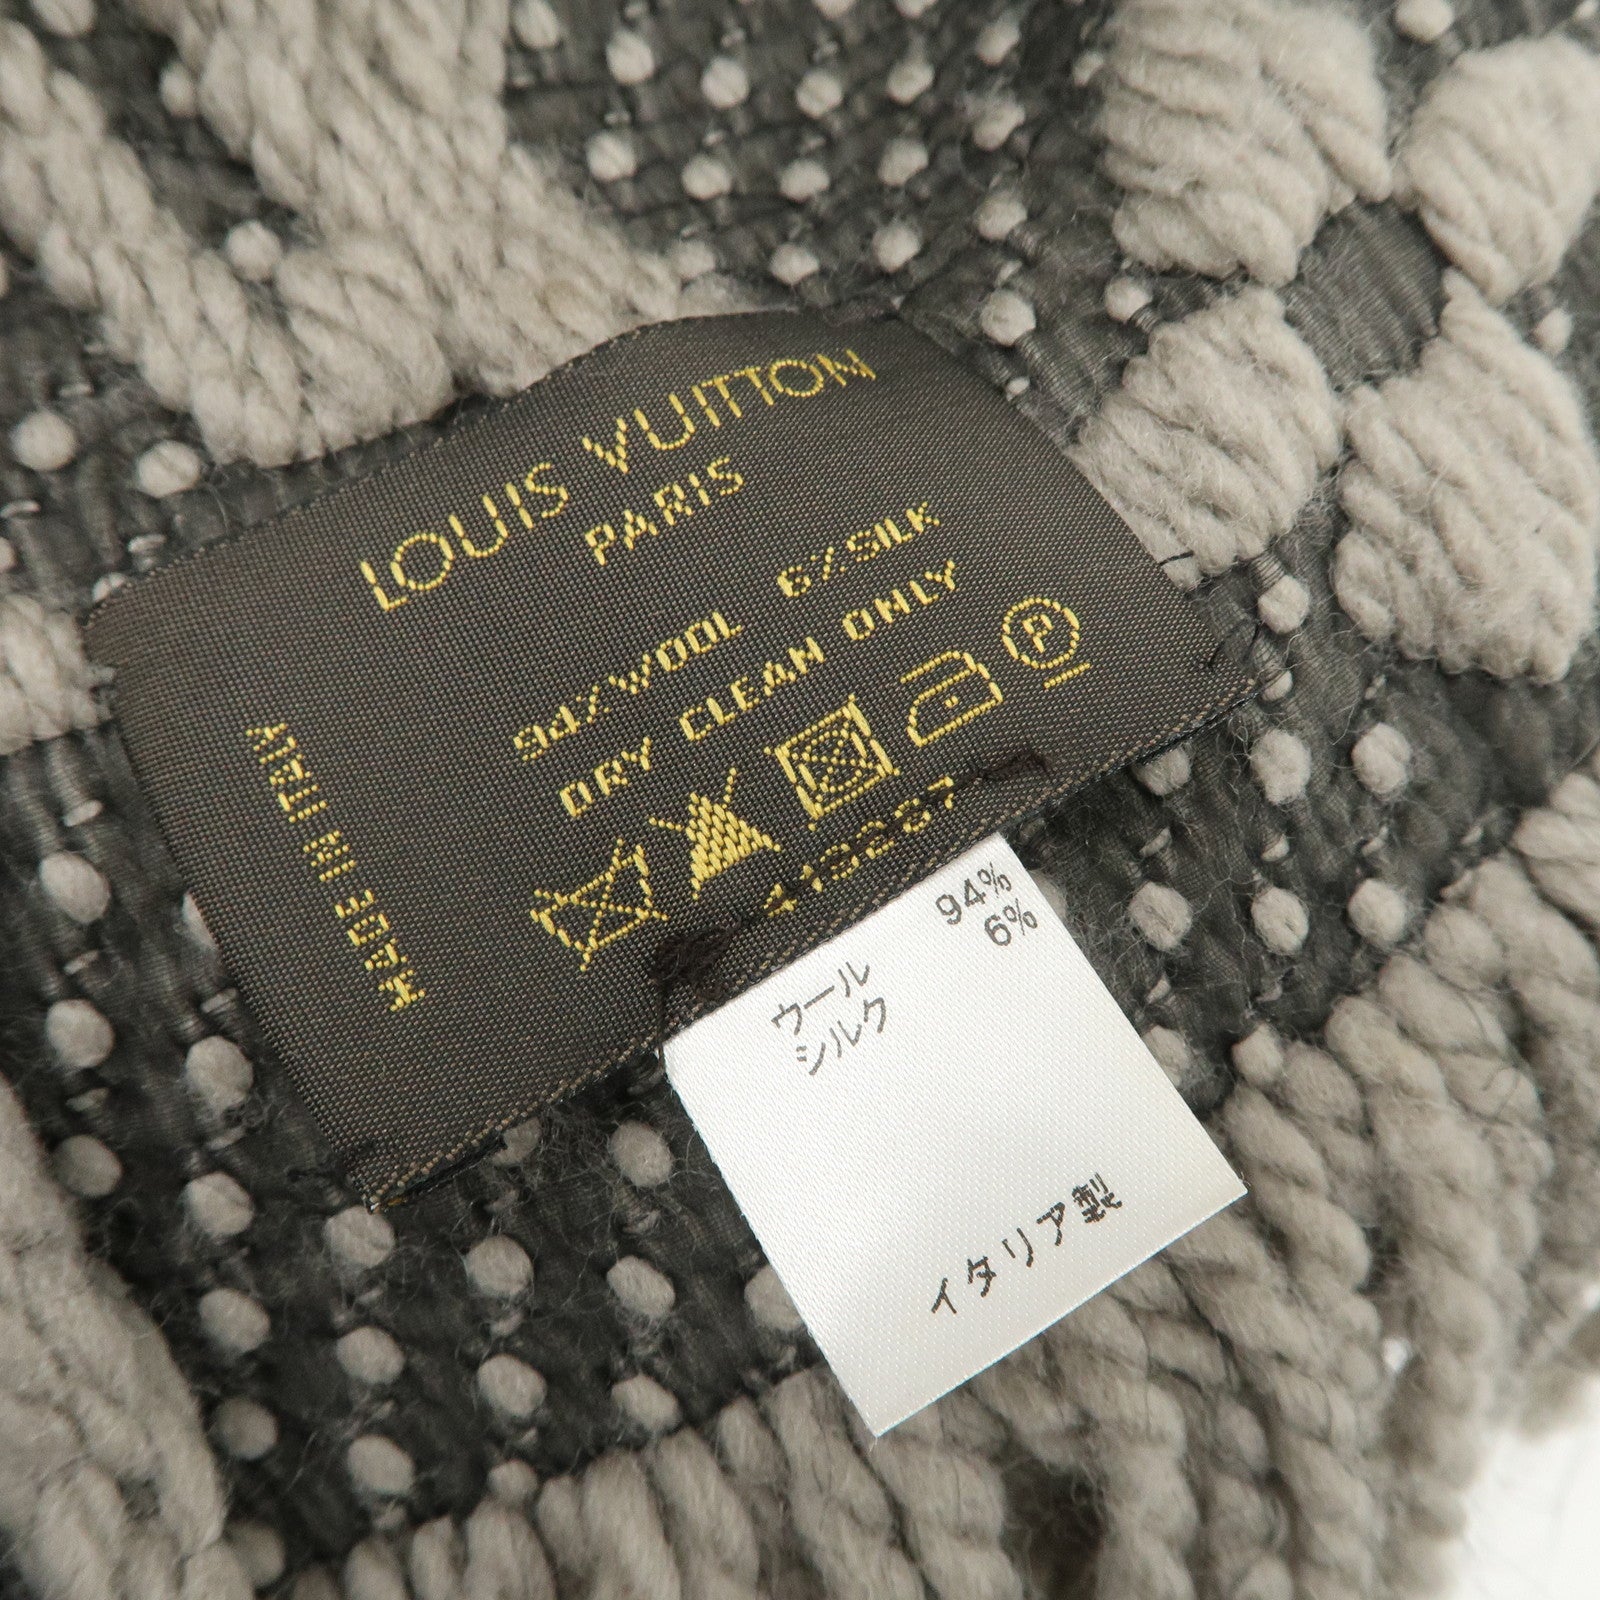 LOUIS VUITTON
PARIS
94%WOOL 6%SILK
DRY CLEAN ONLY
P
MADE IN ITALY
ウール 94%
シルク 6%
イタリア製